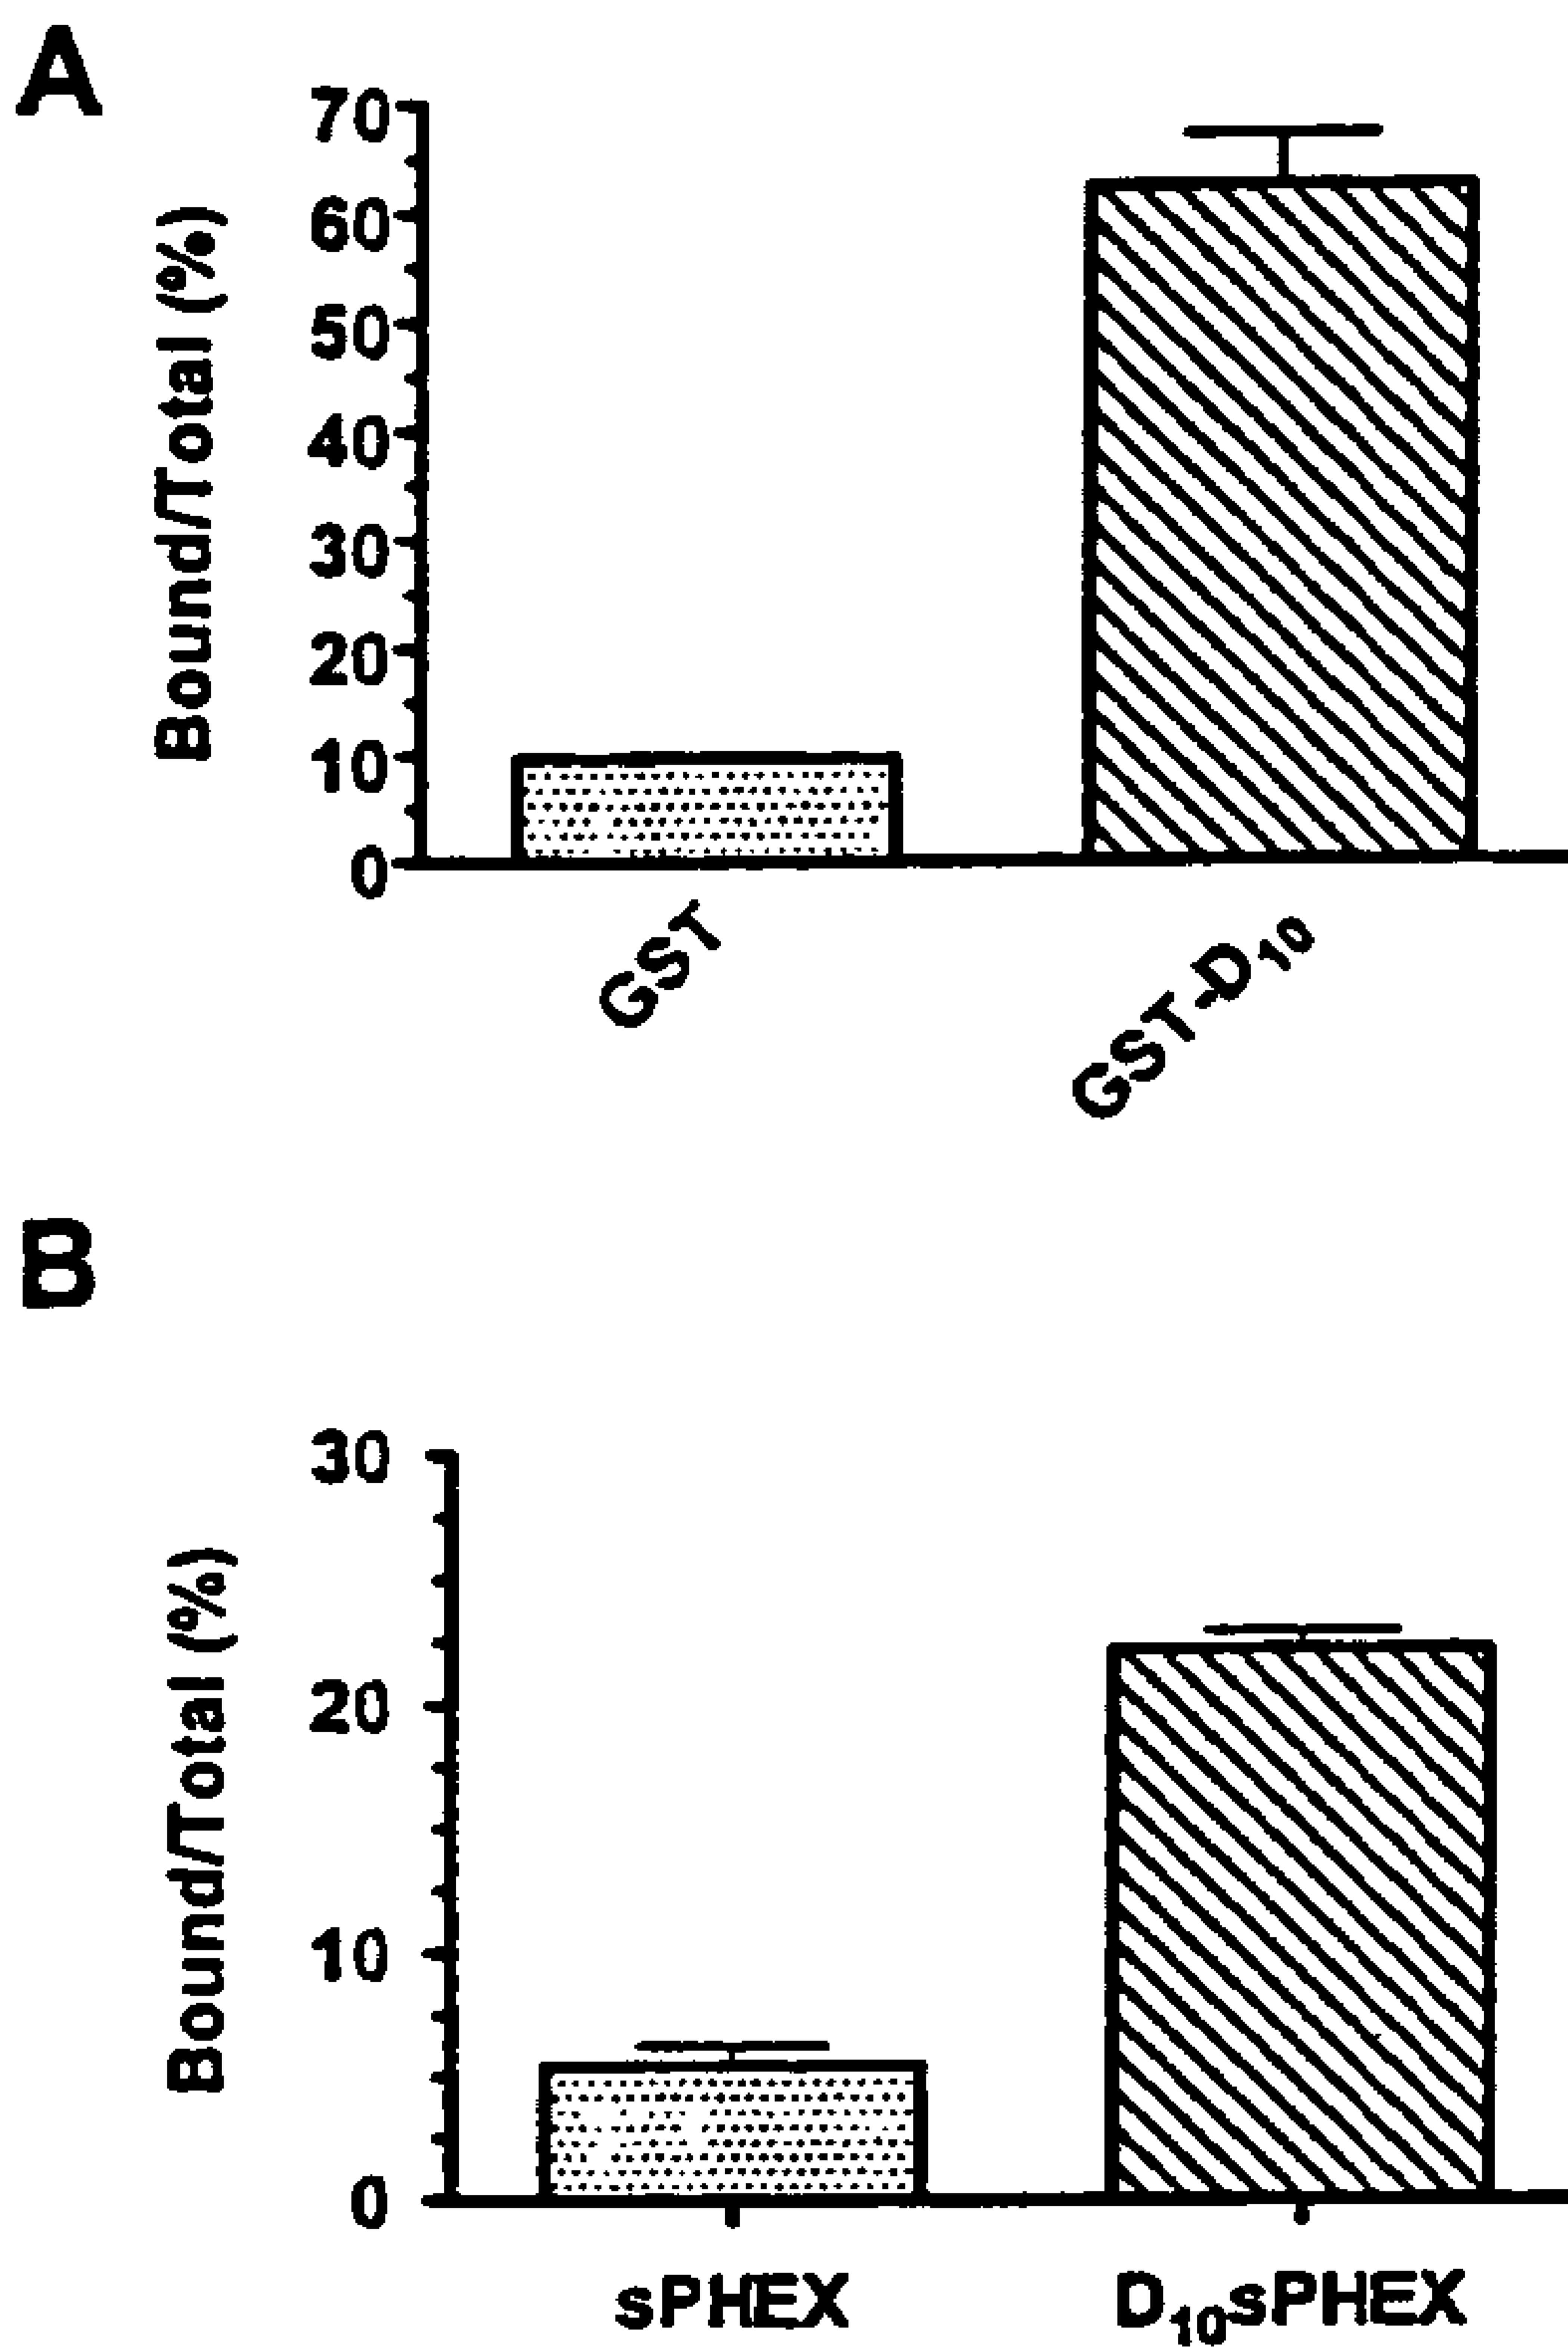 A
70
60
50
40
30
20
10
0
Bound/Total (%)
GST
GST-D10
B
30
20
10
0
Bound/Total (%)
sPHEX
D10sPHEX